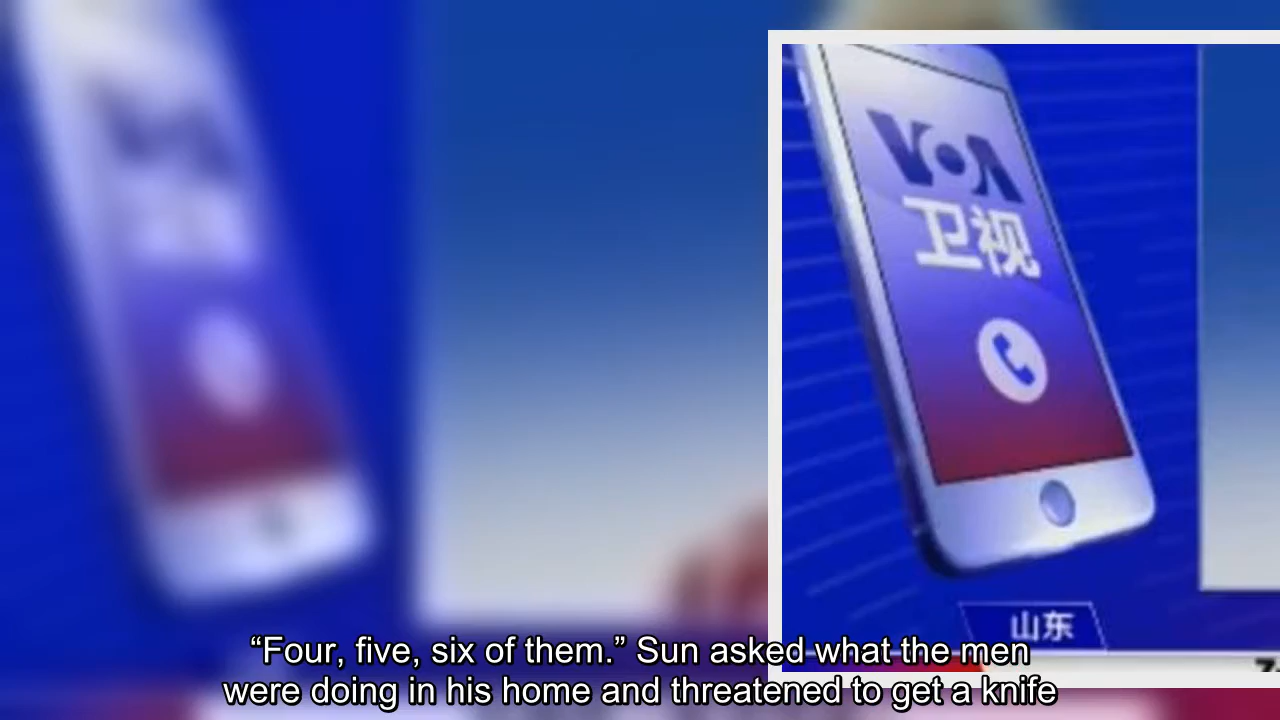 VOA
卫视
山东
“Four, five, six of them.” Sun asked what the men
were doing in his home and threatened to get a knife